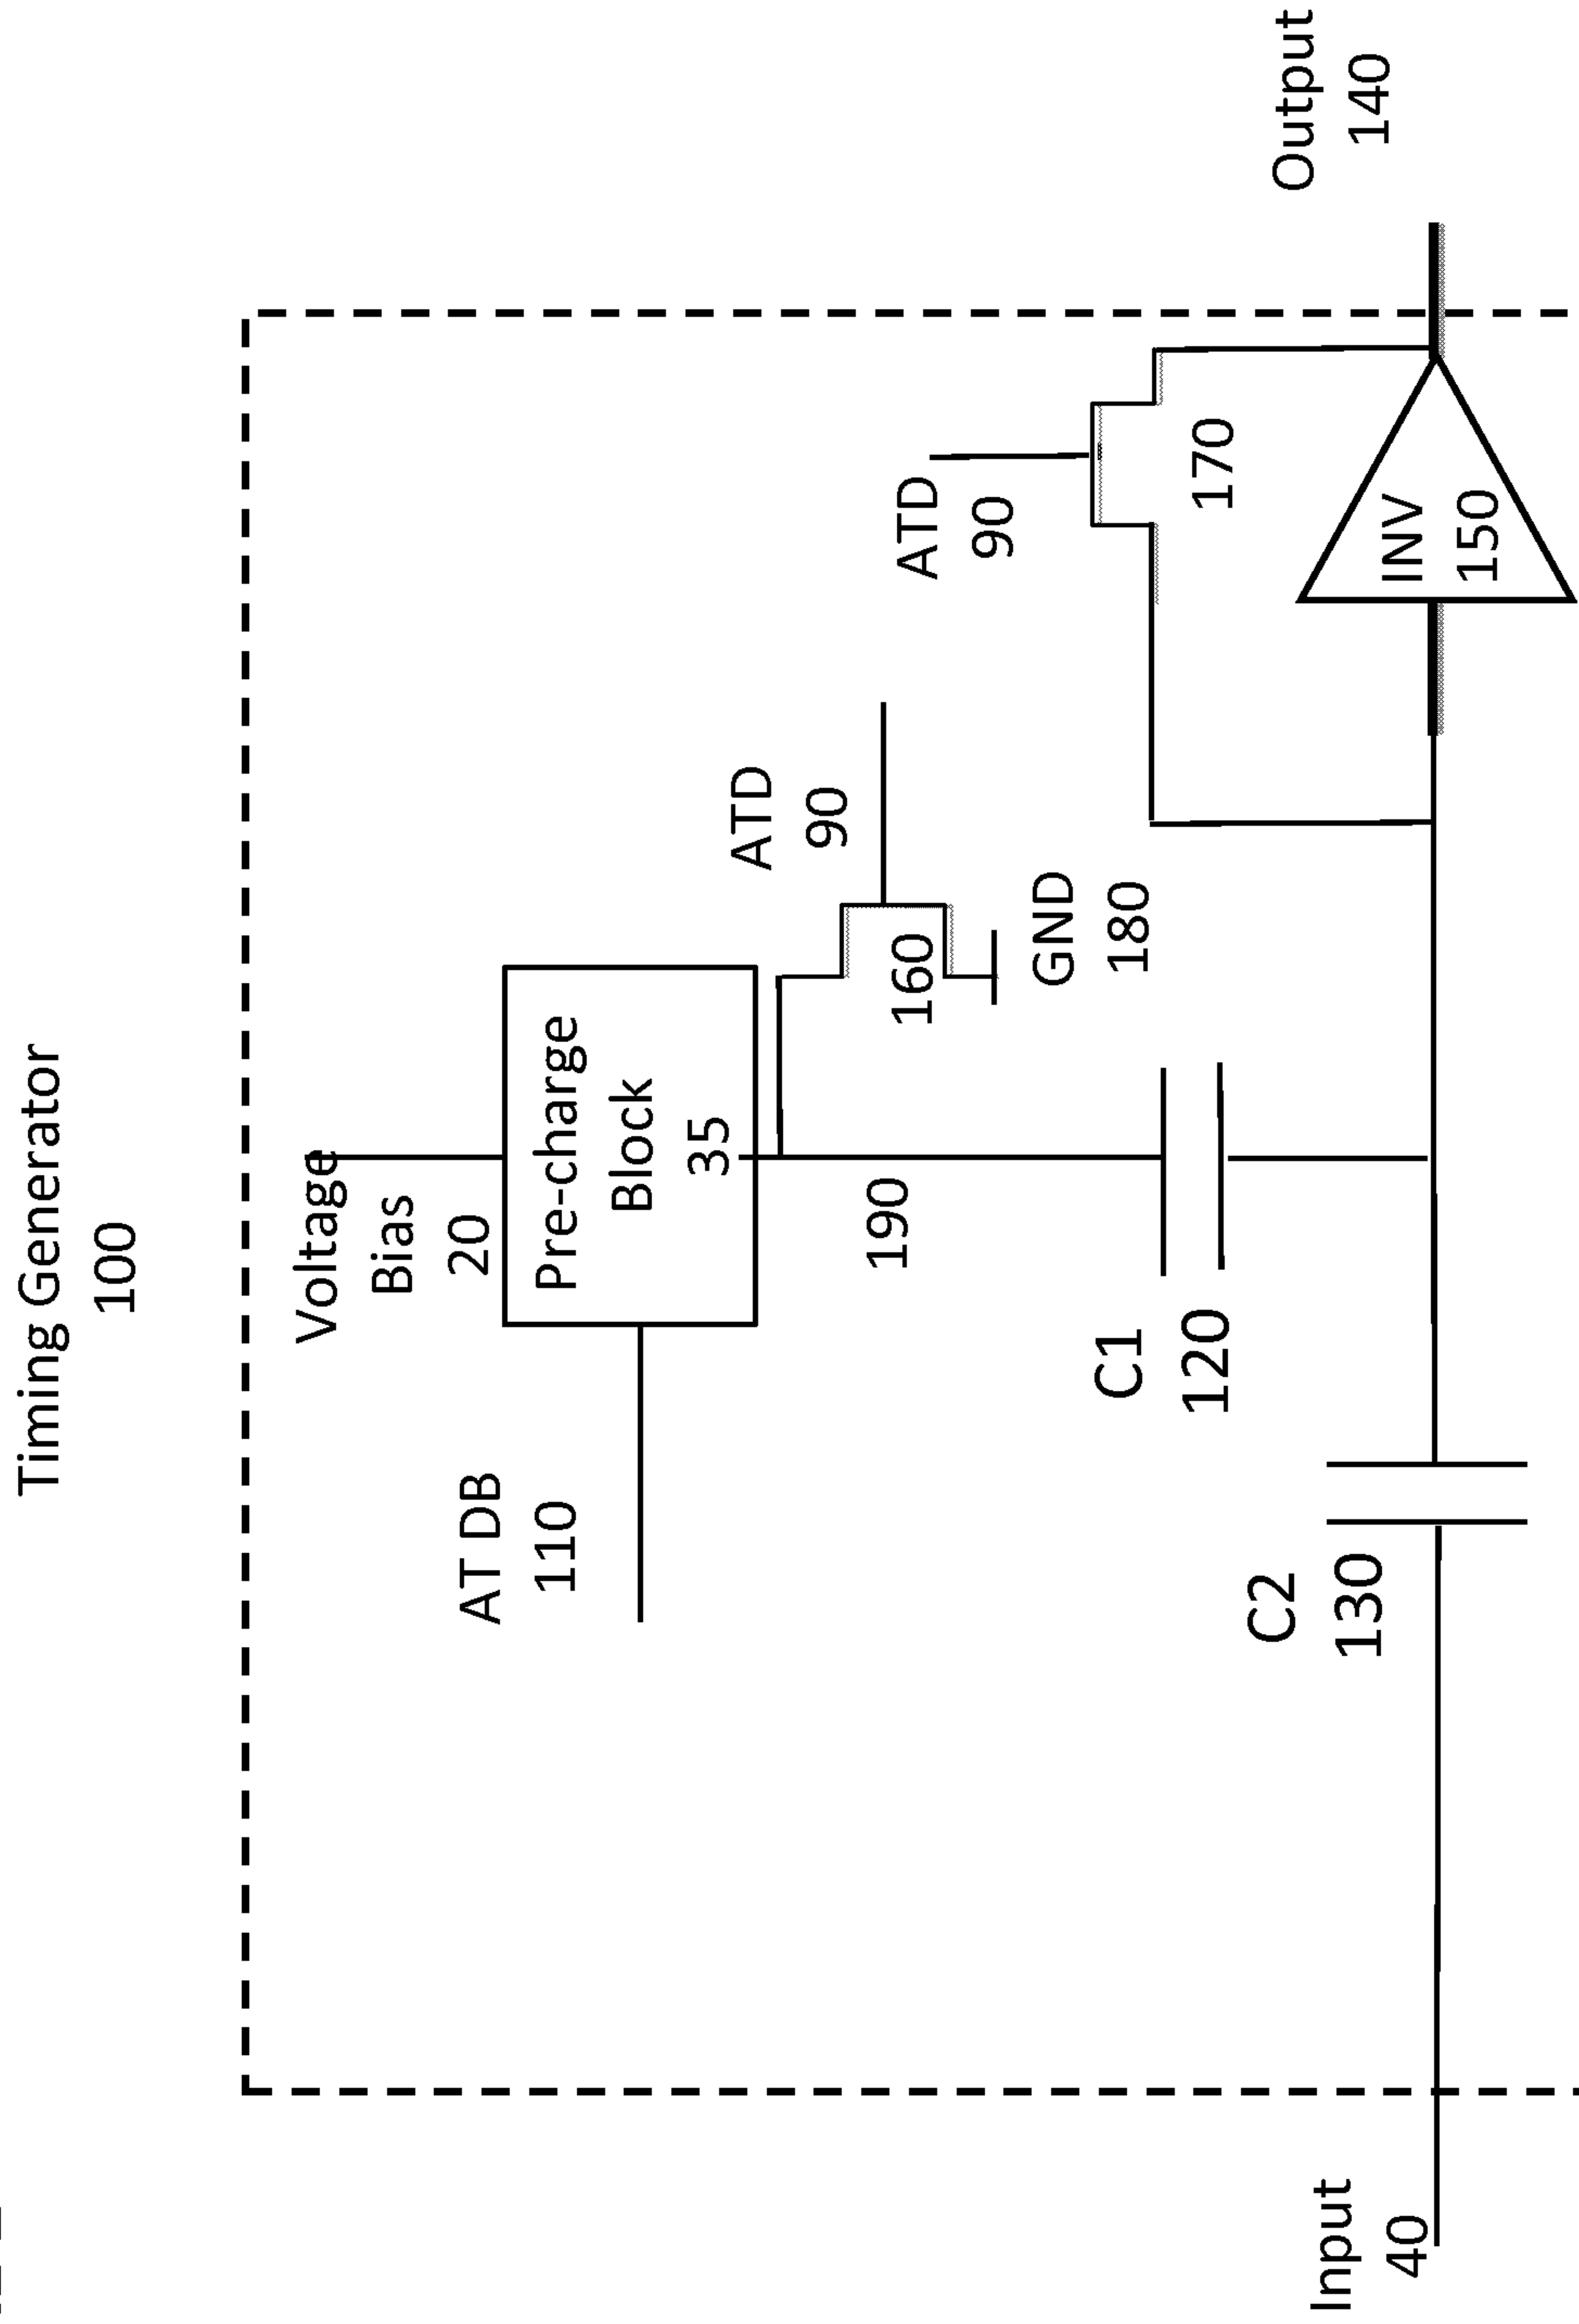 Timing Generator
100
Voltage
Bias
20
AT DB
110
Pre-charge
Block
35
ATD
90
190
160
ATD
90
GND
180
C1
120
170
C2
130
INV
150
Input
40
Output
140